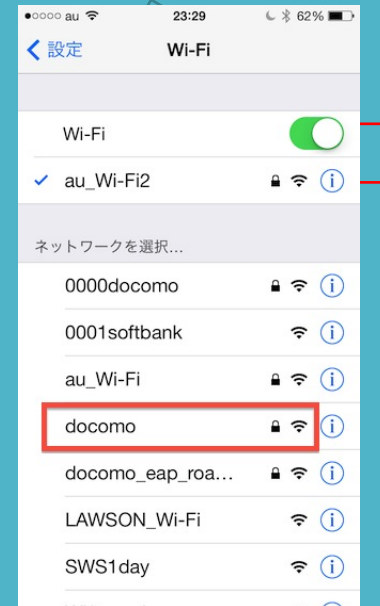 au 23:29 62%
設定 Wi-Fi
Wi-Fi
au_Wi-Fi2
ネットワークを選択...
0000docomo
0001softbank
au_Wi-Fi
docomo
docomo_eap_roa...
LAWSON_Wi-Fi
SWS1day